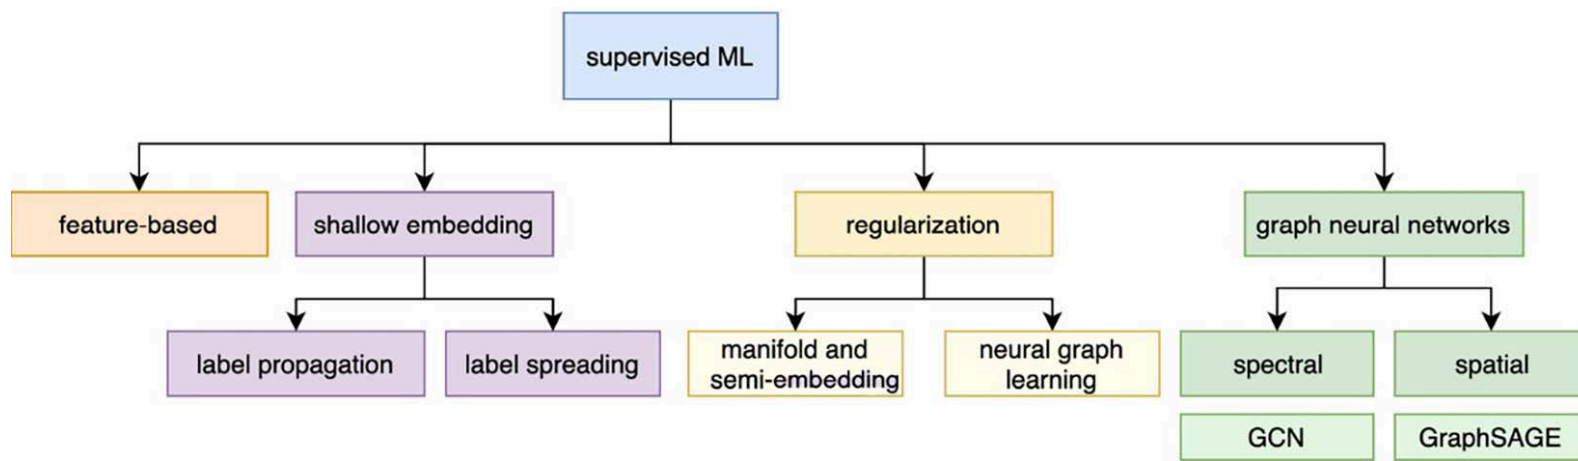 supervised ML
feature-based
shallow embedding
regularization
graph neural networks
label propagation
label spreading
manifold and
semi-embedding
neural graph
learning
spectral
spatial
GCN
GraphSAGE